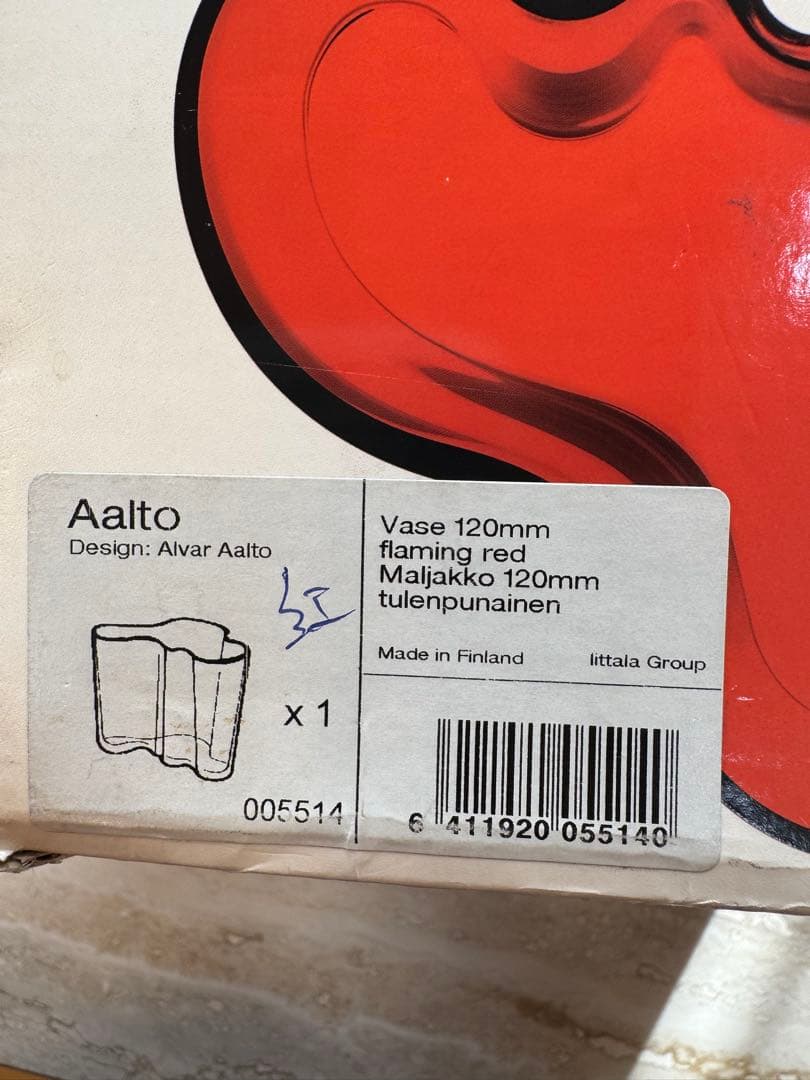 Aalto
Design: Alvar Aalto
x 1
005514
Vase 120mm
flaming red
Maljakko 120mm
tulenpunainen
Made in Finland
Iittala Group
6 411920 055140